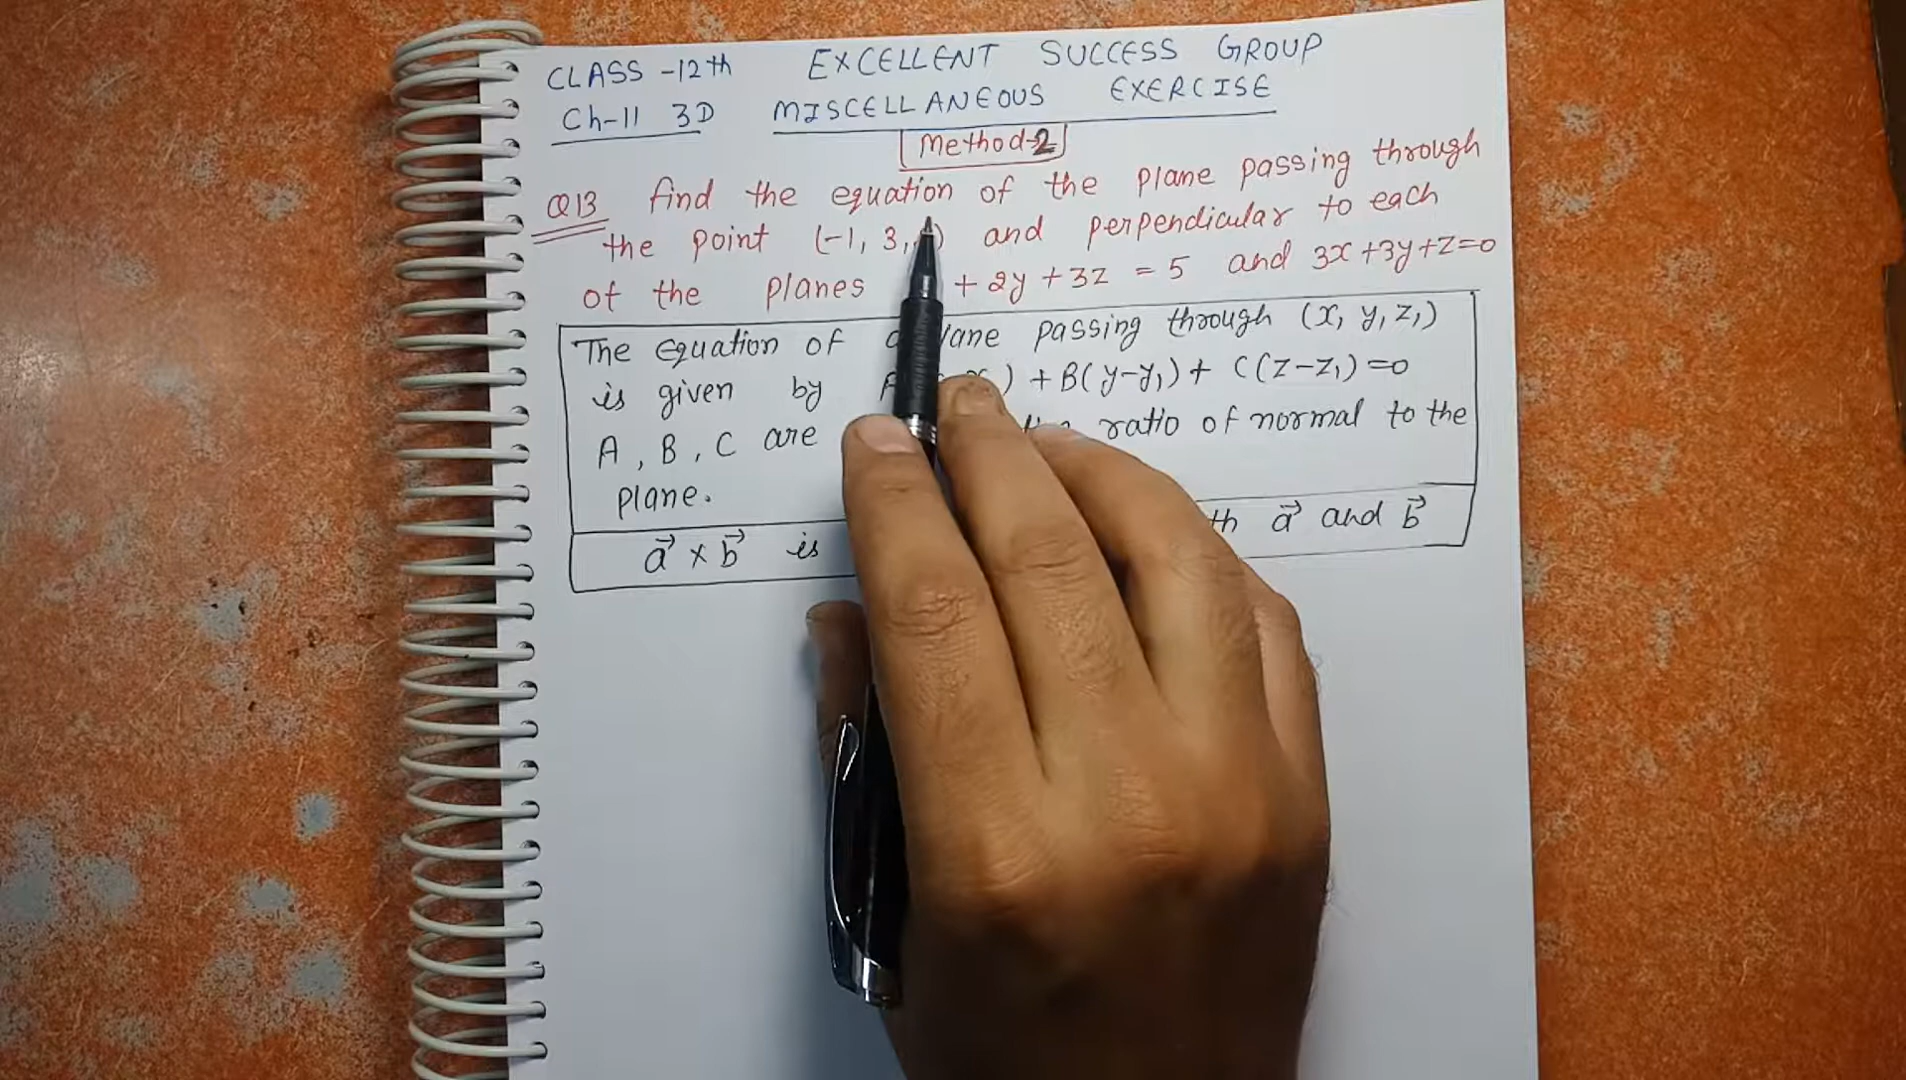 CLASS -12th EXCELLENT SUCCESS GROUP
Ch-11 3D MISCELLANEOUS EXERCISE
Method-2
Q13 find the equation of the plane passing through
the point (-1, 3, ) and perpendicular to each
of the planes + 2y + 3z = 5 and 3x + 3y + z = 0
The equation of a plane passing through (x₁ y₁ z₁)
is given by ) + B(y-y₁) + C(z-z₁) = 0
A, B, C are ratio of normal to the
plane.
a⃗ × b⃗ is a⃗ and b⃗